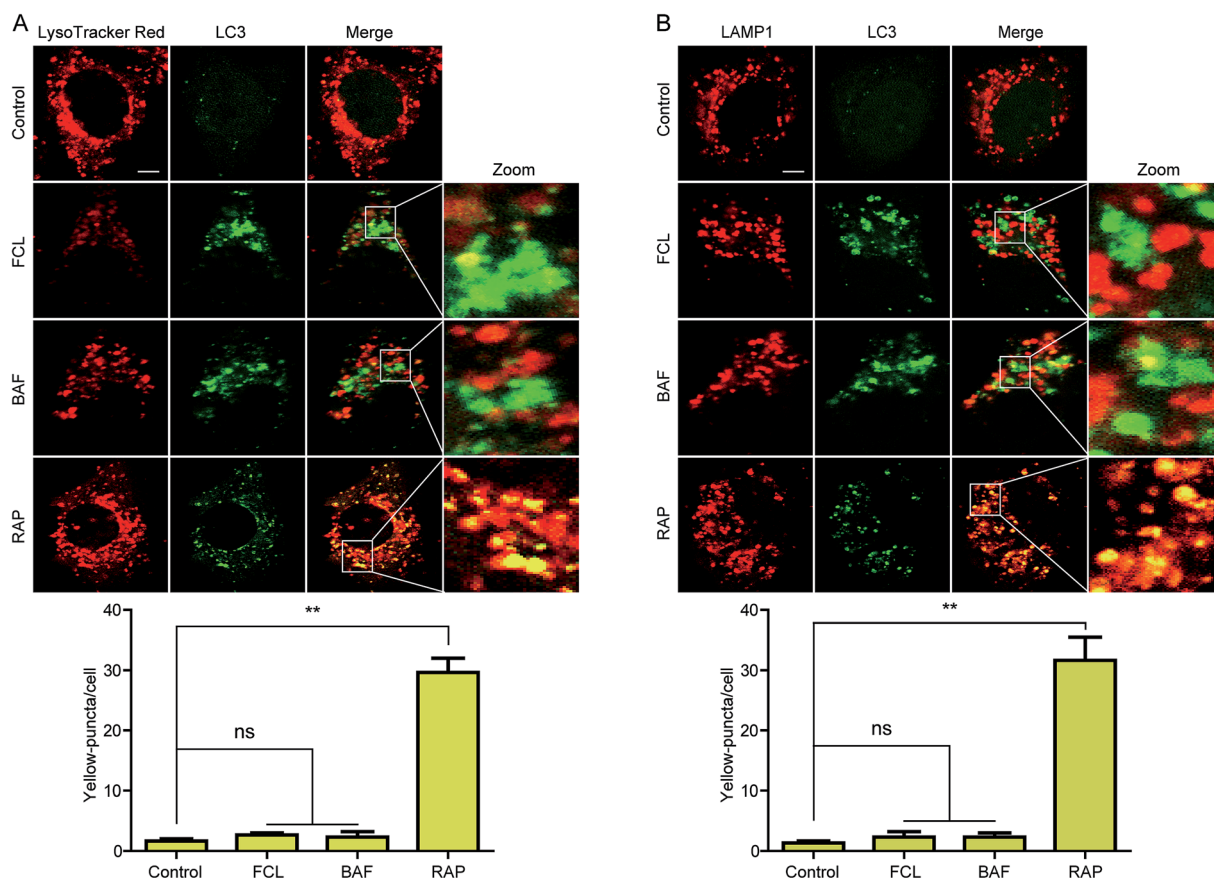 A
LysoTracker Red LC3 Merge
Control
Zoom
FCL
BAF
RAP
40
30
20
10
0
Yellow-puncta/cell
**
ns
Control FCL BAF RAP
B
LAMP1 LC3 Merge
Control
Zoom
FCL
BAF
RAP
40
30
20
10
0
Yellow-puncta/cell
**
ns
Control FCL BAF RAP